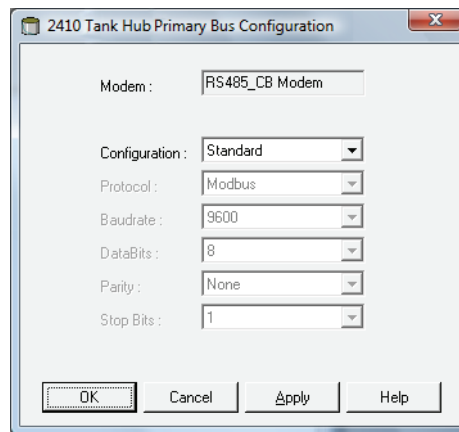 2410 Tank Hub Primary Bus Configuration
Modem : RS485_CB Modem
Configuration : Standard
Protocol : Modbus
Baudrate : 9600
DataBits : 8
Parity : None
Stop Bits : 1
OK Cancel Apply Help